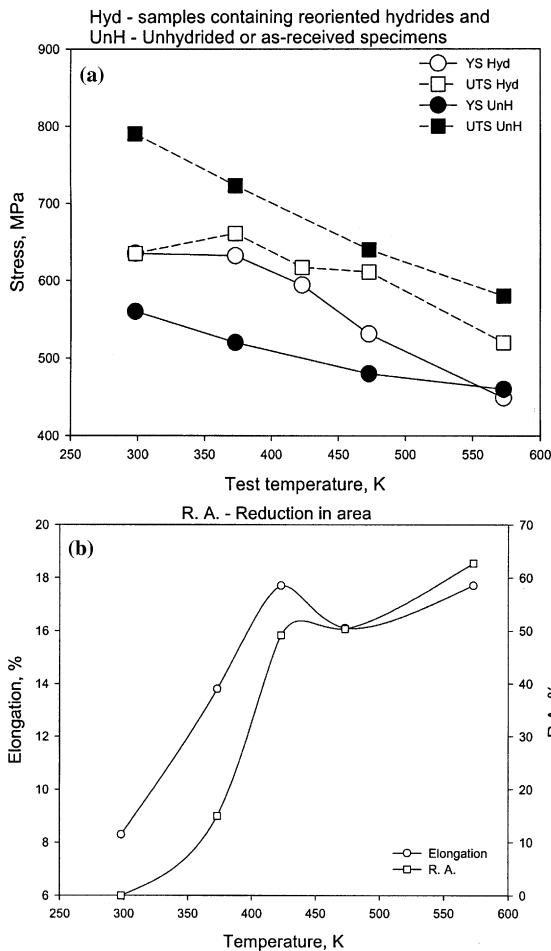 Hyd - samples containing reoriented hydrides and
UnH - Unhydrided or as-received specimens
(a)
YS Hyd
UTS Hyd
YS UnH
UTS UnH
900
800
700
600
500
400
Stress, MPa
250 300 350 400 450 500 550 600
Test temperature, K
R. A. - Reduction in area
(b)
20
18
16
14
12
10
8
6
Elongation, %
70
60
50
40
30
20
10
0
Elongation
R. A.
250 300 350 400 450 500 550 600
Temperature, K